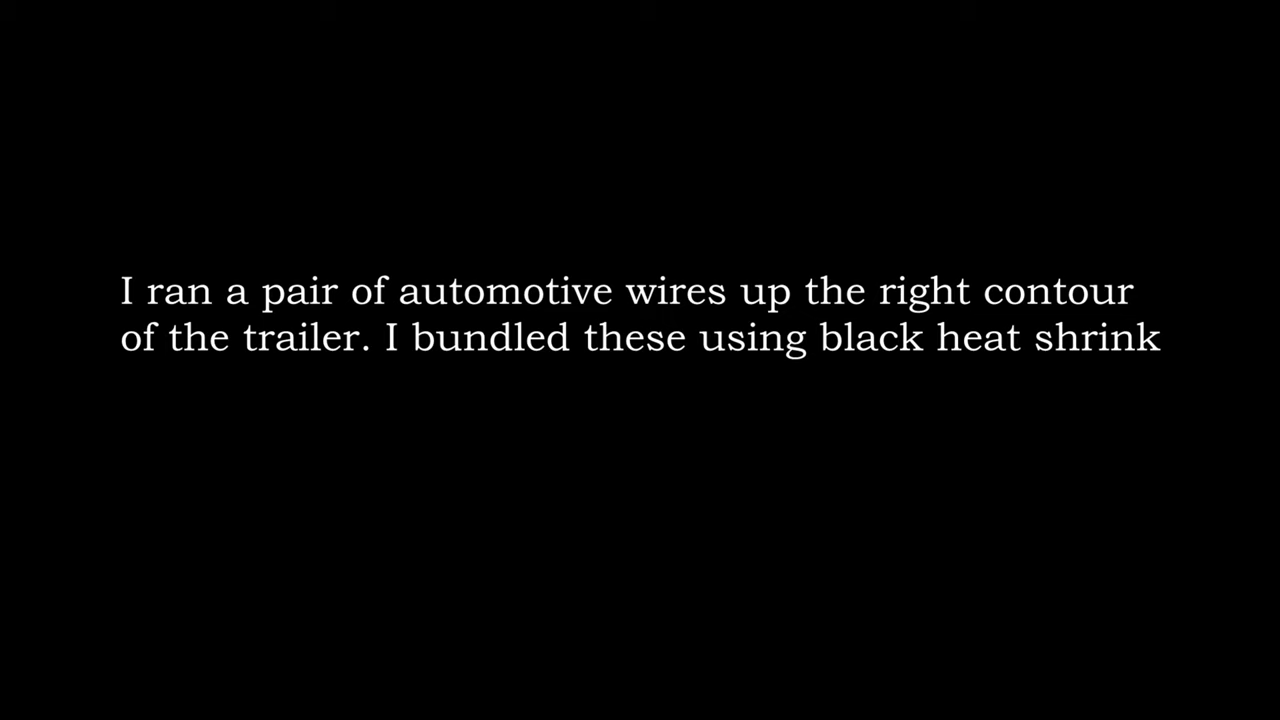 I ran a pair of automotive wires up the right contour
of the trailer. I bundled these using black heat shrink